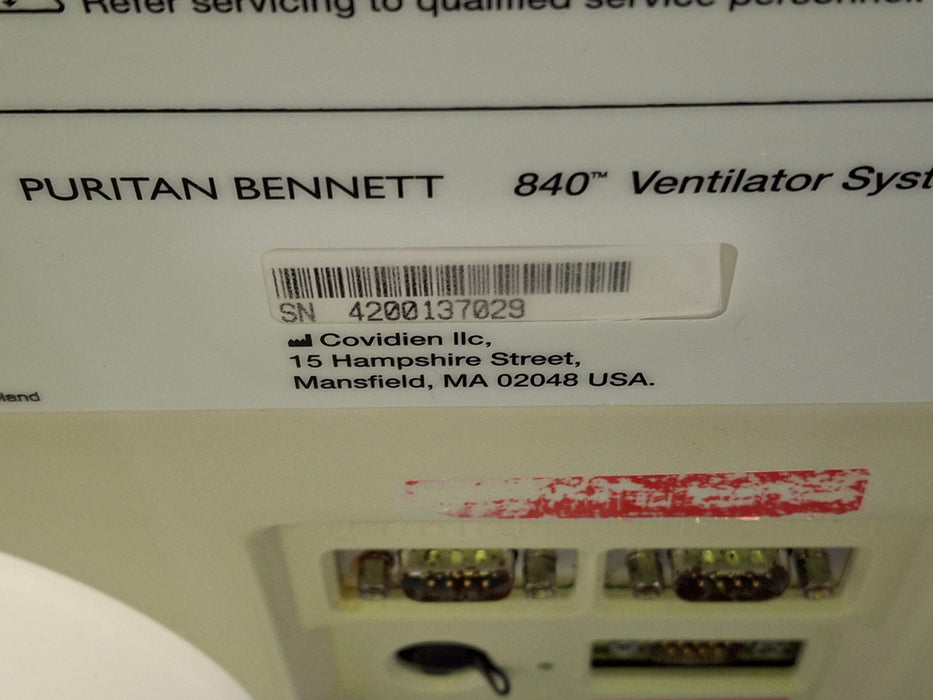 Refer servicing to qualified service personnel.
PURITAN BENNETT 840™ Ventilator Syst
SN 4200137029
Covidien llc,
15 Hampshire Street,
Mansfield, MA 02048 USA.
land